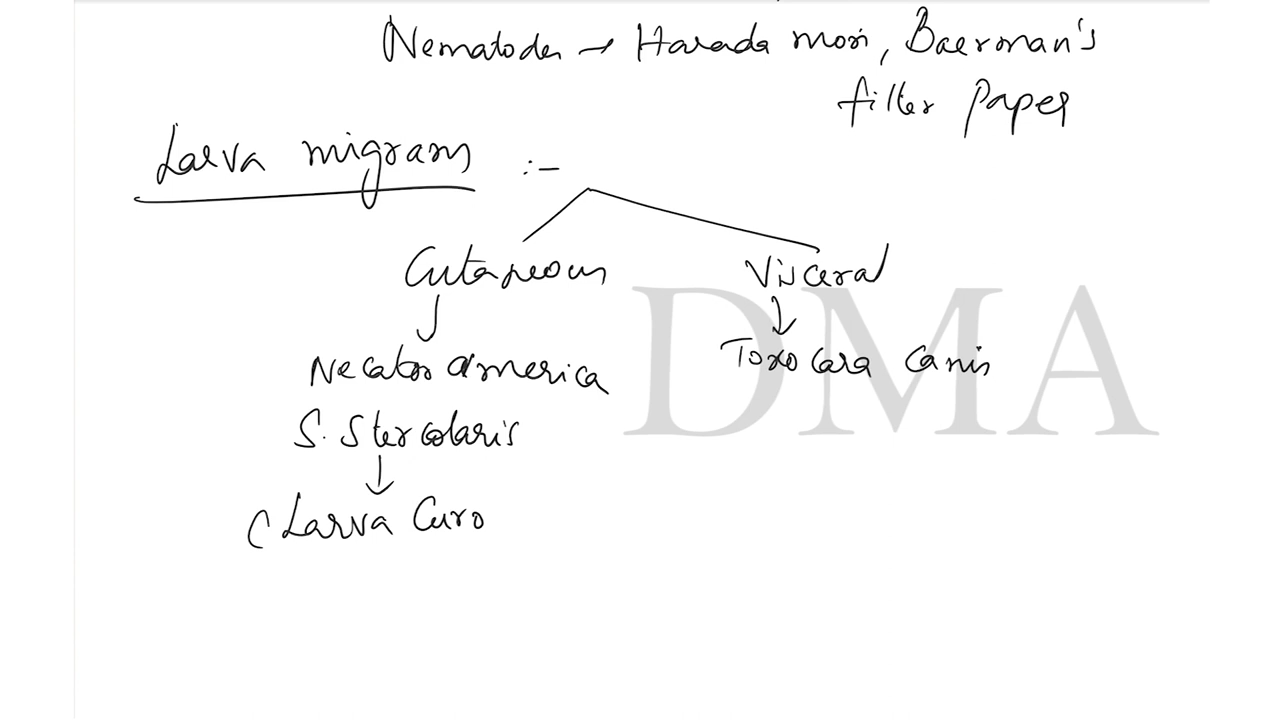 Nematodes → Harada mori, Baerman's
filter paper
Larva migrans :-
Cutaneous
Visceral
Necator america
Toxocara canis
S. Stercolaris
(Larva Curo
DMA